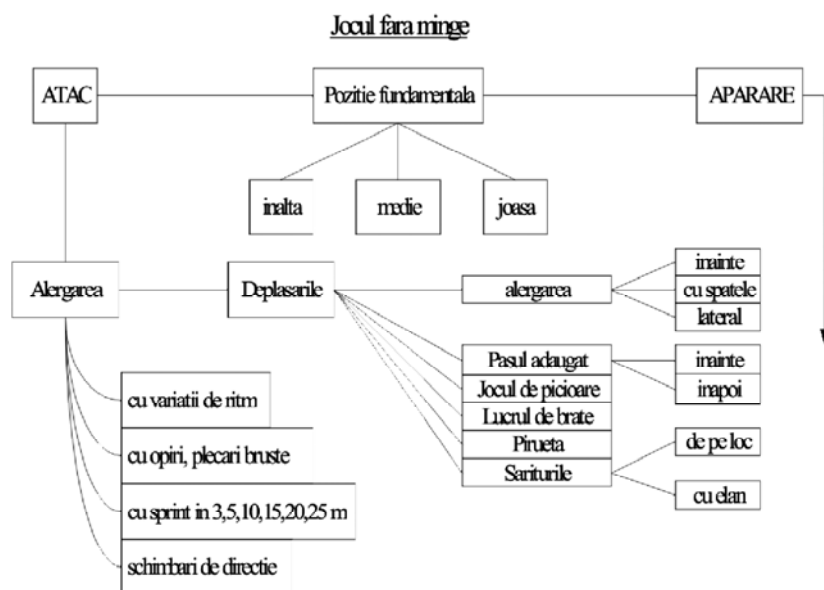 Jocul fara minge
ATAC
Pozitie fundamentala
APARARE
inalta
medie
joasa
Alergarea
Deplasarile
alergarea
inainte
cu spatele
lateral
Pasul adaugat
inainte
inapoi
Jocul de picioare
Lucrul de brate
Pirueta
Sariturile
de pe loc
cu elan
cu variatii de ritm
cu opiri, plecari bruste
cu sprint in 3,5,10,15,20,25 m
schimbari de directie